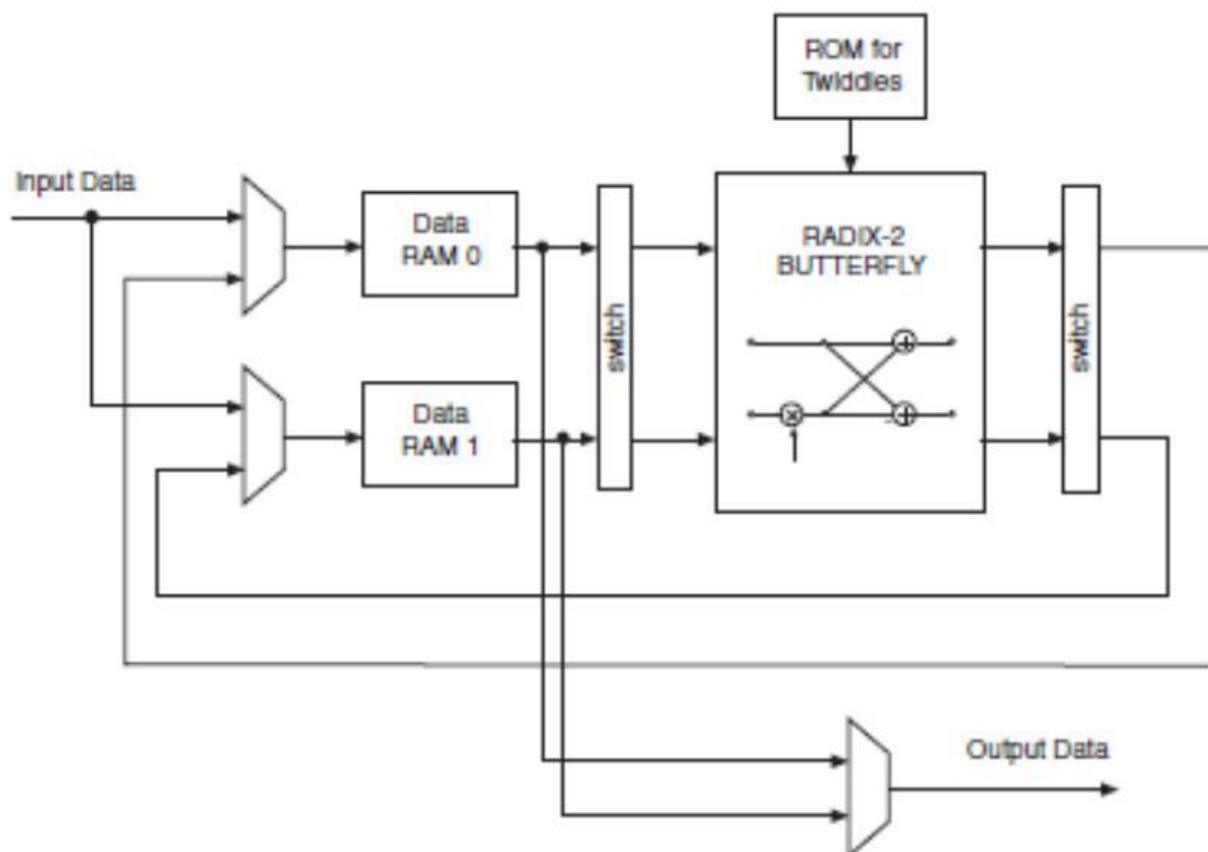 ROM for
Twiddles
Input Data
Data
RAM 0
switch
RADIX-2
BUTTERFLY
switch
Data
RAM 1
Output Data